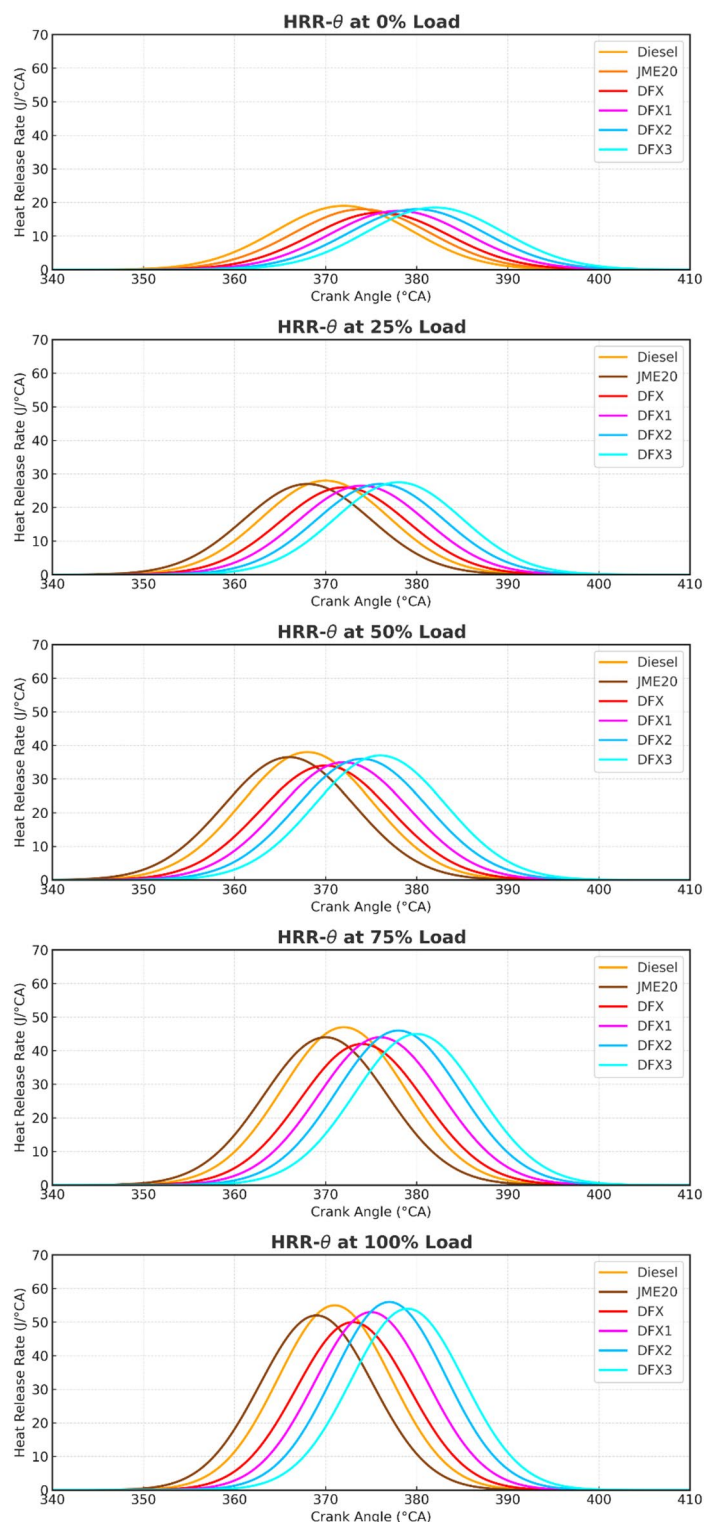 HRR-θ at 0% Load
70
60
50
40
30
20
10
0
Heat Release Rate (J/°CA)
Diesel
JME20
DFX
DFX1
DFX2
DFX3
340 350 360 370 380 390 400 410
Crank Angle (°CA)
HRR-θ at 25% Load
70
60
50
40
30
20
10
0
Heat Release Rate (J/°CA)
Diesel
JME20
DFX
DFX1
DFX2
DFX3
340 350 360 370 380 390 400 410
Crank Angle (°CA)
HRR-θ at 50% Load
70
60
50
40
30
20
10
0
Heat Release Rate (J/°CA)
Diesel
JME20
DFX
DFX1
DFX2
DFX3
340 350 360 370 380 390 400 410
Crank Angle (°CA)
HRR-θ at 75% Load
70
60
50
40
30
20
10
0
Heat Release Rate (J/°CA)
Diesel
JME20
DFX
DFX1
DFX2
DFX3
340 350 360 370 380 390 400 410
Crank Angle (°CA)
HRR-θ at 100% Load
70
60
50
40
30
20
10
0
Heat Release Rate (J/°CA)
Diesel
JME20
DFX
DFX1
DFX2
DFX3
340 350 360 370 380 390 400 410
Crank Angle (°CA)